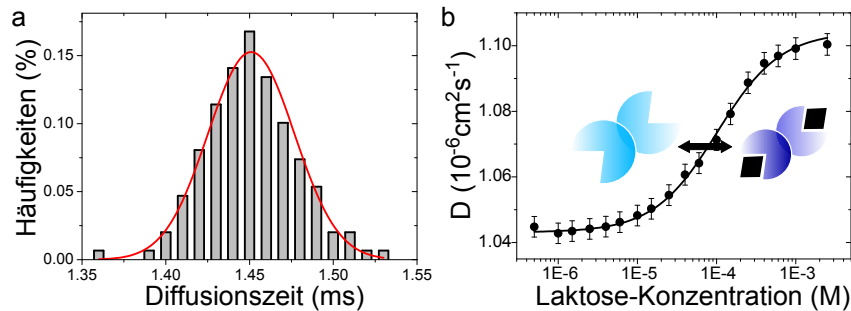 a
Häufigkeiten (%)
0.15
0.10
0.05
0.00
1.35
1.40
1.45
1.50
1.55
Diffusionszeit (ms)
b
D (10⁻⁶cm²s⁻¹)
1.10
1.08
1.06
1.04
1E-6
1E-5
1E-4
1E-3
Laktose-Konzentration (M)